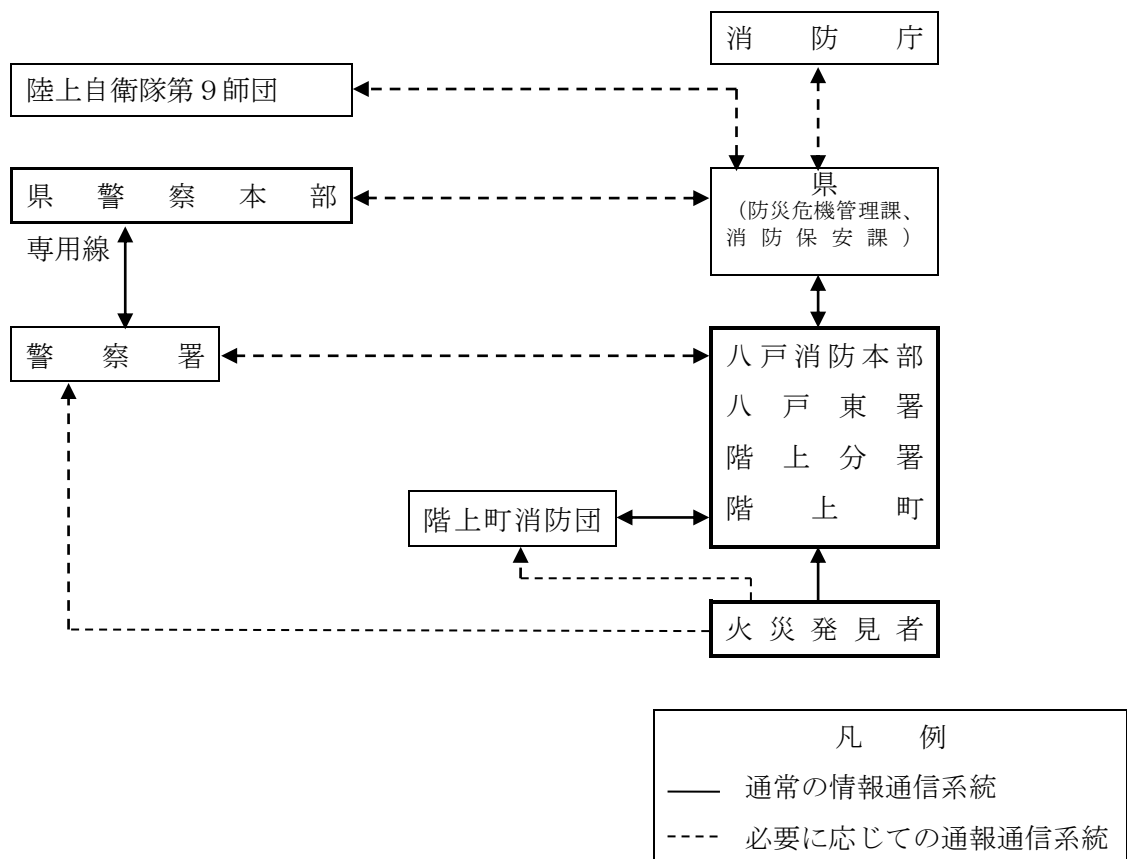 消防庁
陸上自衛隊第９師団
県警察本部
県
（防災危機管理課、
消防保安課）
専用線
警察署
八戸消防本部
八戸東署
階上分署
階上町
階上町消防団
火災発見者
凡例
通常の情報通信系統
必要に応じての通報通信系統